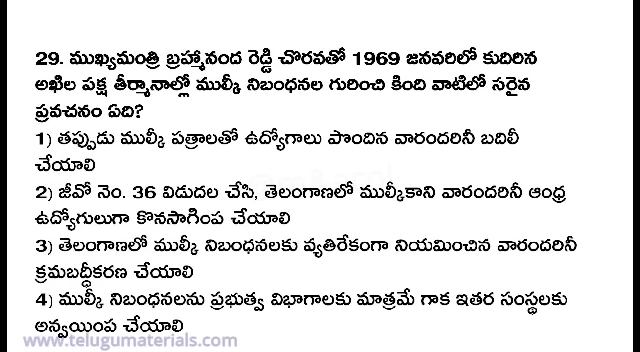 29. ముఖ్యమంత్రి బ్రహ్మానంద రెడ్డి చొరవతో 1969 జనవరిలో కుదిరిన
అఖిల పక్ష తీర్మానాల్లో ముల్కీ నిబంధనల గురించి కింది వాటిలో సరైన
ప్రవచనం ఏది?
1) తప్పుడు ముల్కీ పత్రాలతో ఉద్యోగాలు పొందిన వారందరినీ బదిలీ
చేయాలి
2) జీవో నెం. 36 విడుదల చేసి, తెలంగాణలో ముల్కీకాని వారందరినీ ఆంధ్ర
ఉద్యోగులుగా కొనసాగింప చేయాలి
3) తెలంగాణలో ముల్కీ నిబంధనలకు వ్యతిరేకంగా నియమించిన వారందరినీ
క్రమబద్ధీకరణ చేయాలి
4) ముల్కీ నిబంధనలను ప్రభుత్వ విభాగాలకు మాత్రమే గాక ఇతర సంస్థలకు
అన్వయింప చేయాలి
www.telugumaterials.com